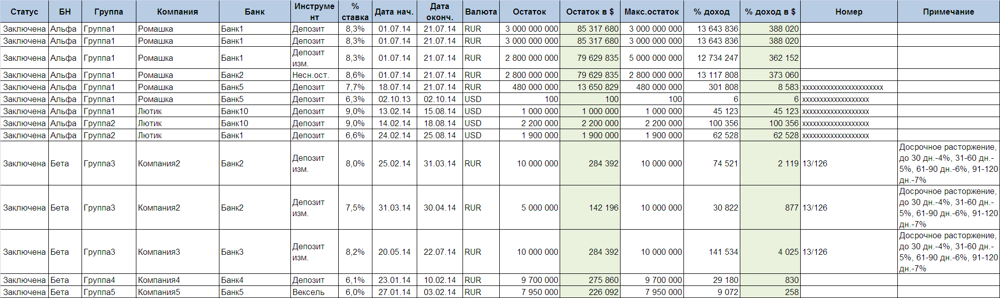 Статус БН Группа Компания Банк Инструме нт % ставка Дата нач. Дата оконч. Валюта Остаток Остаток в $ Макс.остаток % доход % доход в $ Номер Примечание
Заключена Альфа Группа1 Ромашка Банк1 Депозит 8,3% 01.07.14 21.07.14 RUR 3 000 000 000 85 317 680 3 000 000 000 13 643 836 388 020
Заключена Альфа Группа1 Ромашка Банк1 Депозит 8,3% 01.07.14 21.07.14 RUR 3 000 000 000 85 317 680 3 000 000 000 13 643 836 388 020
Заключена Альфа Группа1 Ромашка Банк1 Депозит изм. 8,3% 01.07.14 21.07.14 RUR 2 800 000 000 79 629 835 5 000 000 000 12 734 247 362 152
Заключена Альфа Группа1 Ромашка Банк2 Несн.ост. 8,6% 01.07.14 21.07.14 RUR 2 800 000 000 79 629 835 2 800 000 000 13 117 808 373 060
Заключена Альфа Группа1 Ромашка Банк5 Депозит 7,7% 18.07.14 21.07.14 RUR 480 000 000 13 650 829 480 000 000 301 808 8 583 xxxxxxxxxxxxxxxxxxxxxxx
Заключена Альфа Группа1 Ромашка Банк5 Депозит 6,3% 02.10.13 02.10.14 USD 100 100 100 6 6 xxxxxxxxxxxxxxxxxxx
Заключена Альфа Группа1 Лютик Банк10 Депозит 9,0% 13.02.14 15.08.14 USD 1 000 000 1 000 000 1 000 000 45 123 45 123 xxxxxxxxxxxxxxxxxxx
Заключена Альфа Группа2 Лютик Банк10 Депозит 9,0% 14.02.14 18.08.14 USD 2 200 000 2 200 000 2 200 000 100 356 100 356 xxxxxxxxxxxxxxxxxxx
Заключена Альфа Группа2 Лютик Банк1 Депозит 6,6% 24.02.14 25.08.14 USD 1 900 000 1 900 000 1 900 000 62 528 62 528 xxxxxxxxxxxxxxxxxxx
Заключена Бета Группа3 Компания2 Банк2 Депозит изм. 8,0% 25.02.14 31.03.14 RUR 10 000 000 284 392 10 000 000 74 521 2 119 13/126 Досрочное расторжение,
до 30 дн.-4%, 31-60 дн.-
5%, 61-90 дн.-6%, 91-120
дн.-7%
Заключена Бета Группа3 Компания2 Банк2 Депозит изм. 7,5% 31.03.14 30.04.14 RUR 5 000 000 142 196 10 000 000 30 822 877 13/126 Досрочное расторжение,
до 30 дн.-4%, 31-60 дн.-
5%, 61-90 дн.-6%, 91-120
дн.-7%
Заключена Бета Группа3 Компания3 Банк3 Депозит изм. 8,2% 20.05.14 22.07.14 RUR 10 000 000 284 392 10 000 000 141 534 4 025 13/126 Досрочное расторжение,
до 30 дн.-4%, 31-60 дн.-
5%, 61-90 дн.-6%, 91-120
дн.-7%
Заключена Бета Группа4 Компания4 Банк4 Депозит 6,1% 23.01.14 10.02.14 RUR 9 700 000 275 860 9 700 000 29 180 830
Заключена Бета Группа5 Компания5 Банк5 Вексель 6,0% 27.01.14 03.02.14 RUR 7 950 000 226 092 7 950 000 9 072 258